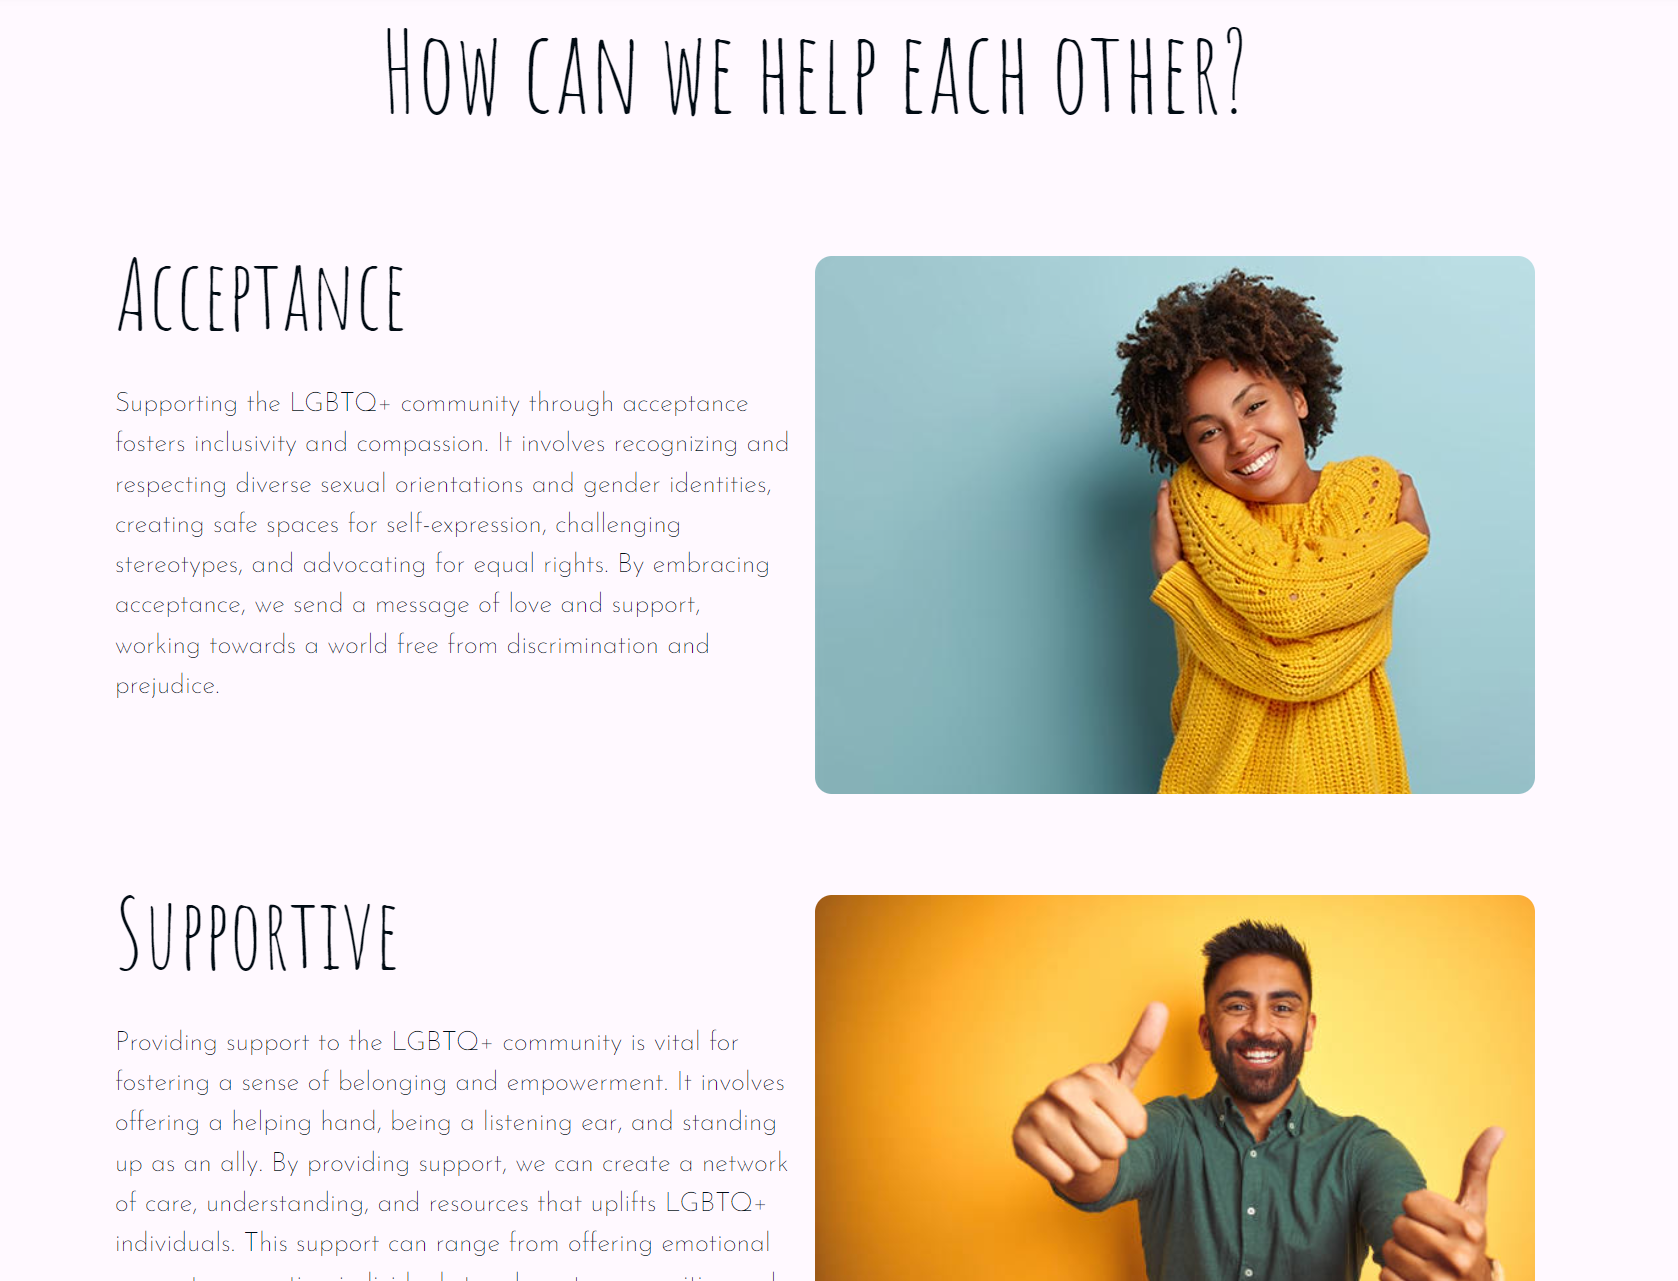 How can we help each other?
Acceptance
Supporting the LGBTQ+ community through acceptance
fosters inclusivity and compassion. It involves recognizing and
respecting diverse sexual orientations and gender identities,
creating safe spaces for self-expression, challenging
stereotypes, and advocating for equal rights. By embracing
acceptance, we send a message of love and support,
working towards a world free from discrimination and
prejudice.
Supportive
Providing support to the LGBTQ+ community is vital for
fostering a sense of belonging and empowerment. It involves
offering a helping hand, being a listening ear, and standing
up as an ally. By providing support, we can create a network
of care, understanding, and resources that uplifts LGBTQ+
individuals. This support can range from offering emotional